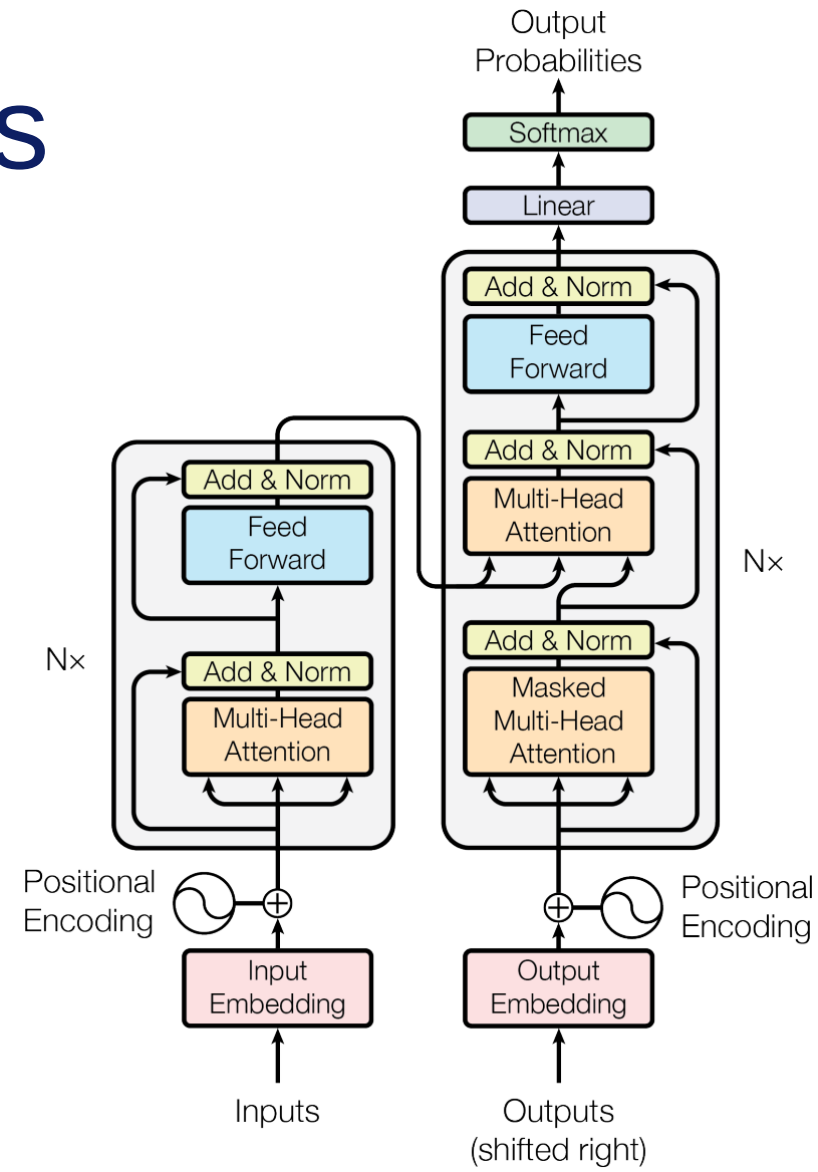 s
Output
Probabilities
Softmax
Linear
Add & Norm
Feed
Forward
Add & Norm
Multi-Head
Attention
Nx
Add & Norm
Masked
Multi-Head
Attention
Add & Norm
Feed
Forward
Nx
Add & Norm
Multi-Head
Attention
Positional
Encoding
Positional
Encoding
Input
Embedding
Output
Embedding
Inputs
Outputs
(shifted right)